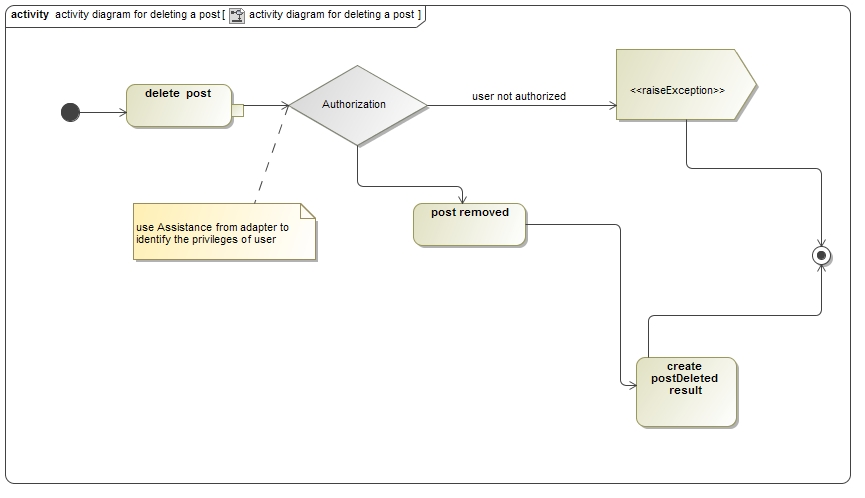 activity activity diagram for deleting a post [ activity diagram for deleting a post ]
delete post
Authorization
user not authorized
<<raiseException>>
use Assistance from adapter to
identify the privileges of user
post removed
create
postDeleted
result